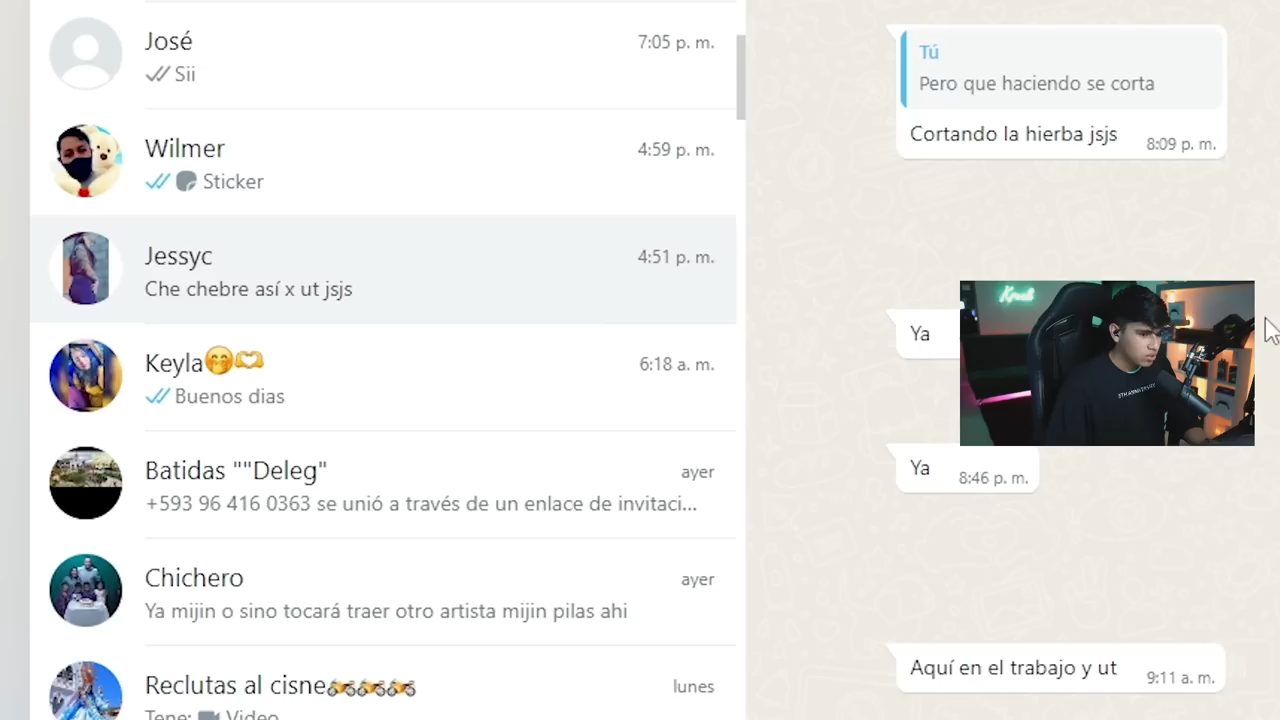 José
7:05 p. m.
Sii
Wilmer
4:59 p. m.
Sticker
Jessyc
4:51 p. m.
Che chebre así x ut jsjs
Keyla🤭🫶
6:18 a. m.
Buenos dias
Batidas ""Deleg"
ayer
+593 96 416 0363 se unió a través de un enlace de invitaci...
Chichero
ayer
Ya mijin o sino tocará traer otro artista mijin pilas ahi
Reclutas al cisne🏍️🏍️🏍️
lunes
Tene: Video
Tú
Pero que haciendo se corta
Cortando la hierba jsjs
8:09 p. m.
Ya
Ya
8:46 p. m.
Aquí en el trabajo y ut
9:11 a. m.